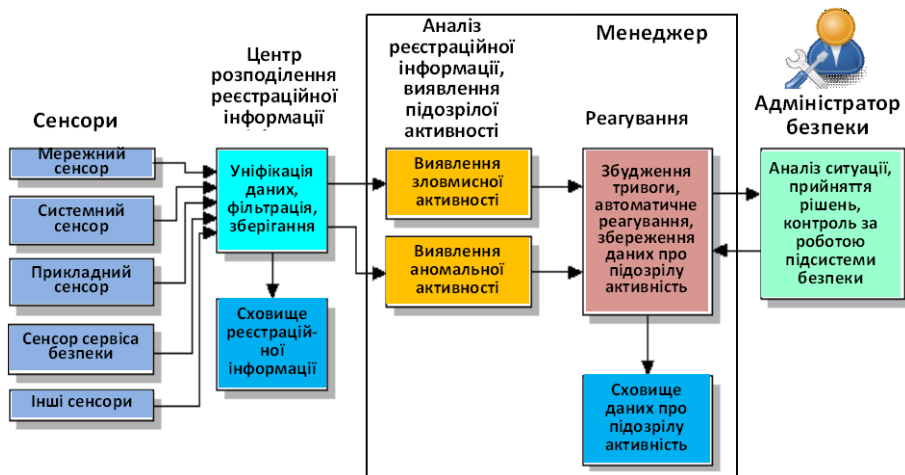 Сенсори
Мережний сенсор
Системний
сенсор
Прикладний
сенсор
Сенсор сервіса
безпеки
Інші сенсори
Центр
розподілення
реєстраційної
інформації
Уніфікація
даних,
фільтрація,
зберігання
Сховище
реєстрацій-
ної
інформації
Аналіз
реєстраційної
інформації,
виявлення
підозрілої
активності
Виявлення
зловмисної
активності
Виявлення
аномальної
активності
Менеджер
Реагування
Збудження
тривоги,
автоматичне
реагування,
збереження
даних про
підозрілу
активність
Сховище
даних про
підозрілу
активність
Адміністратор
безпеки
Аналіз ситуації,
прийняття
рішень,
контроль за
роботою
підсистеми
безпеки